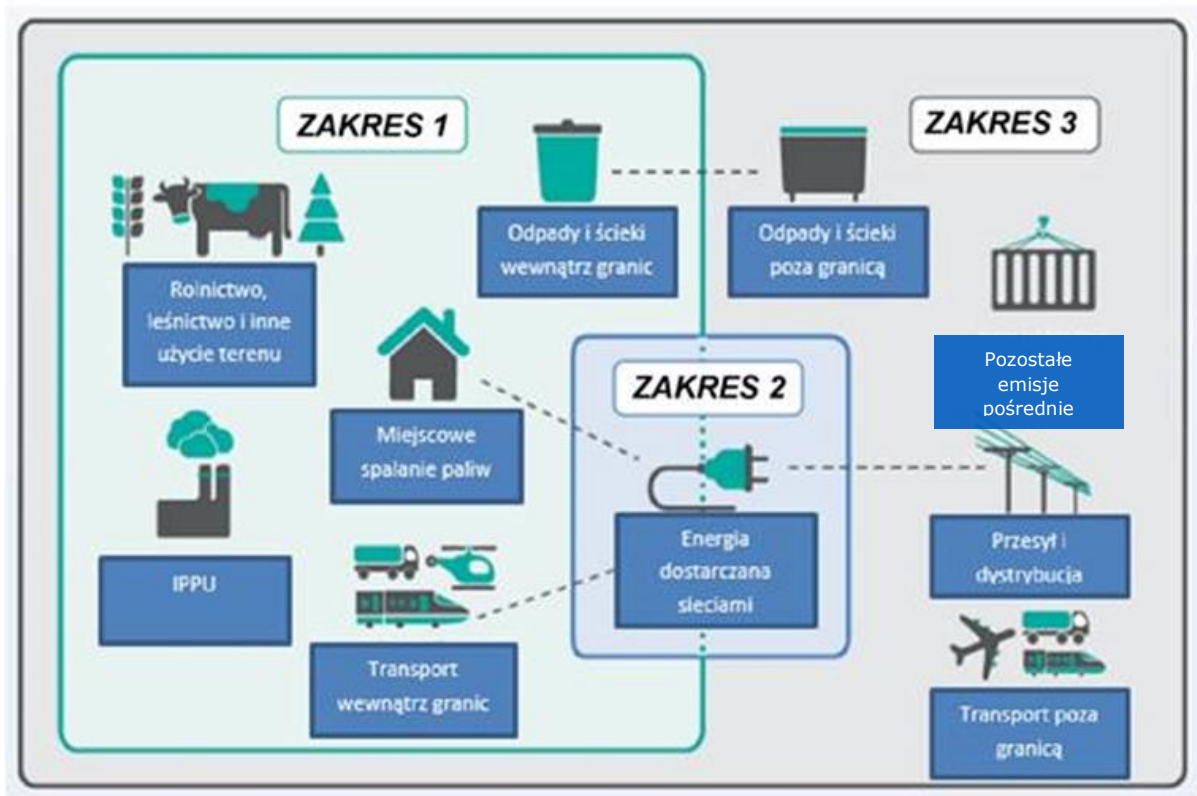 ZAKRES 1
ZAKRES 3
Odpady i ścieki
wewnątrz granic
Odpady i ścieki
poza granicą
Rolnictwo,
leśnictwo i inne
użycie terenu
Pozostałe
emisje
pośrednie
ZAKRES 2
Miejscowe
spalanie paliw
IPPU
Energia
dostarczana
sieciami
Przesył i
dystrybucja
Transport
wewnątrz granic
Transport poza
granicą